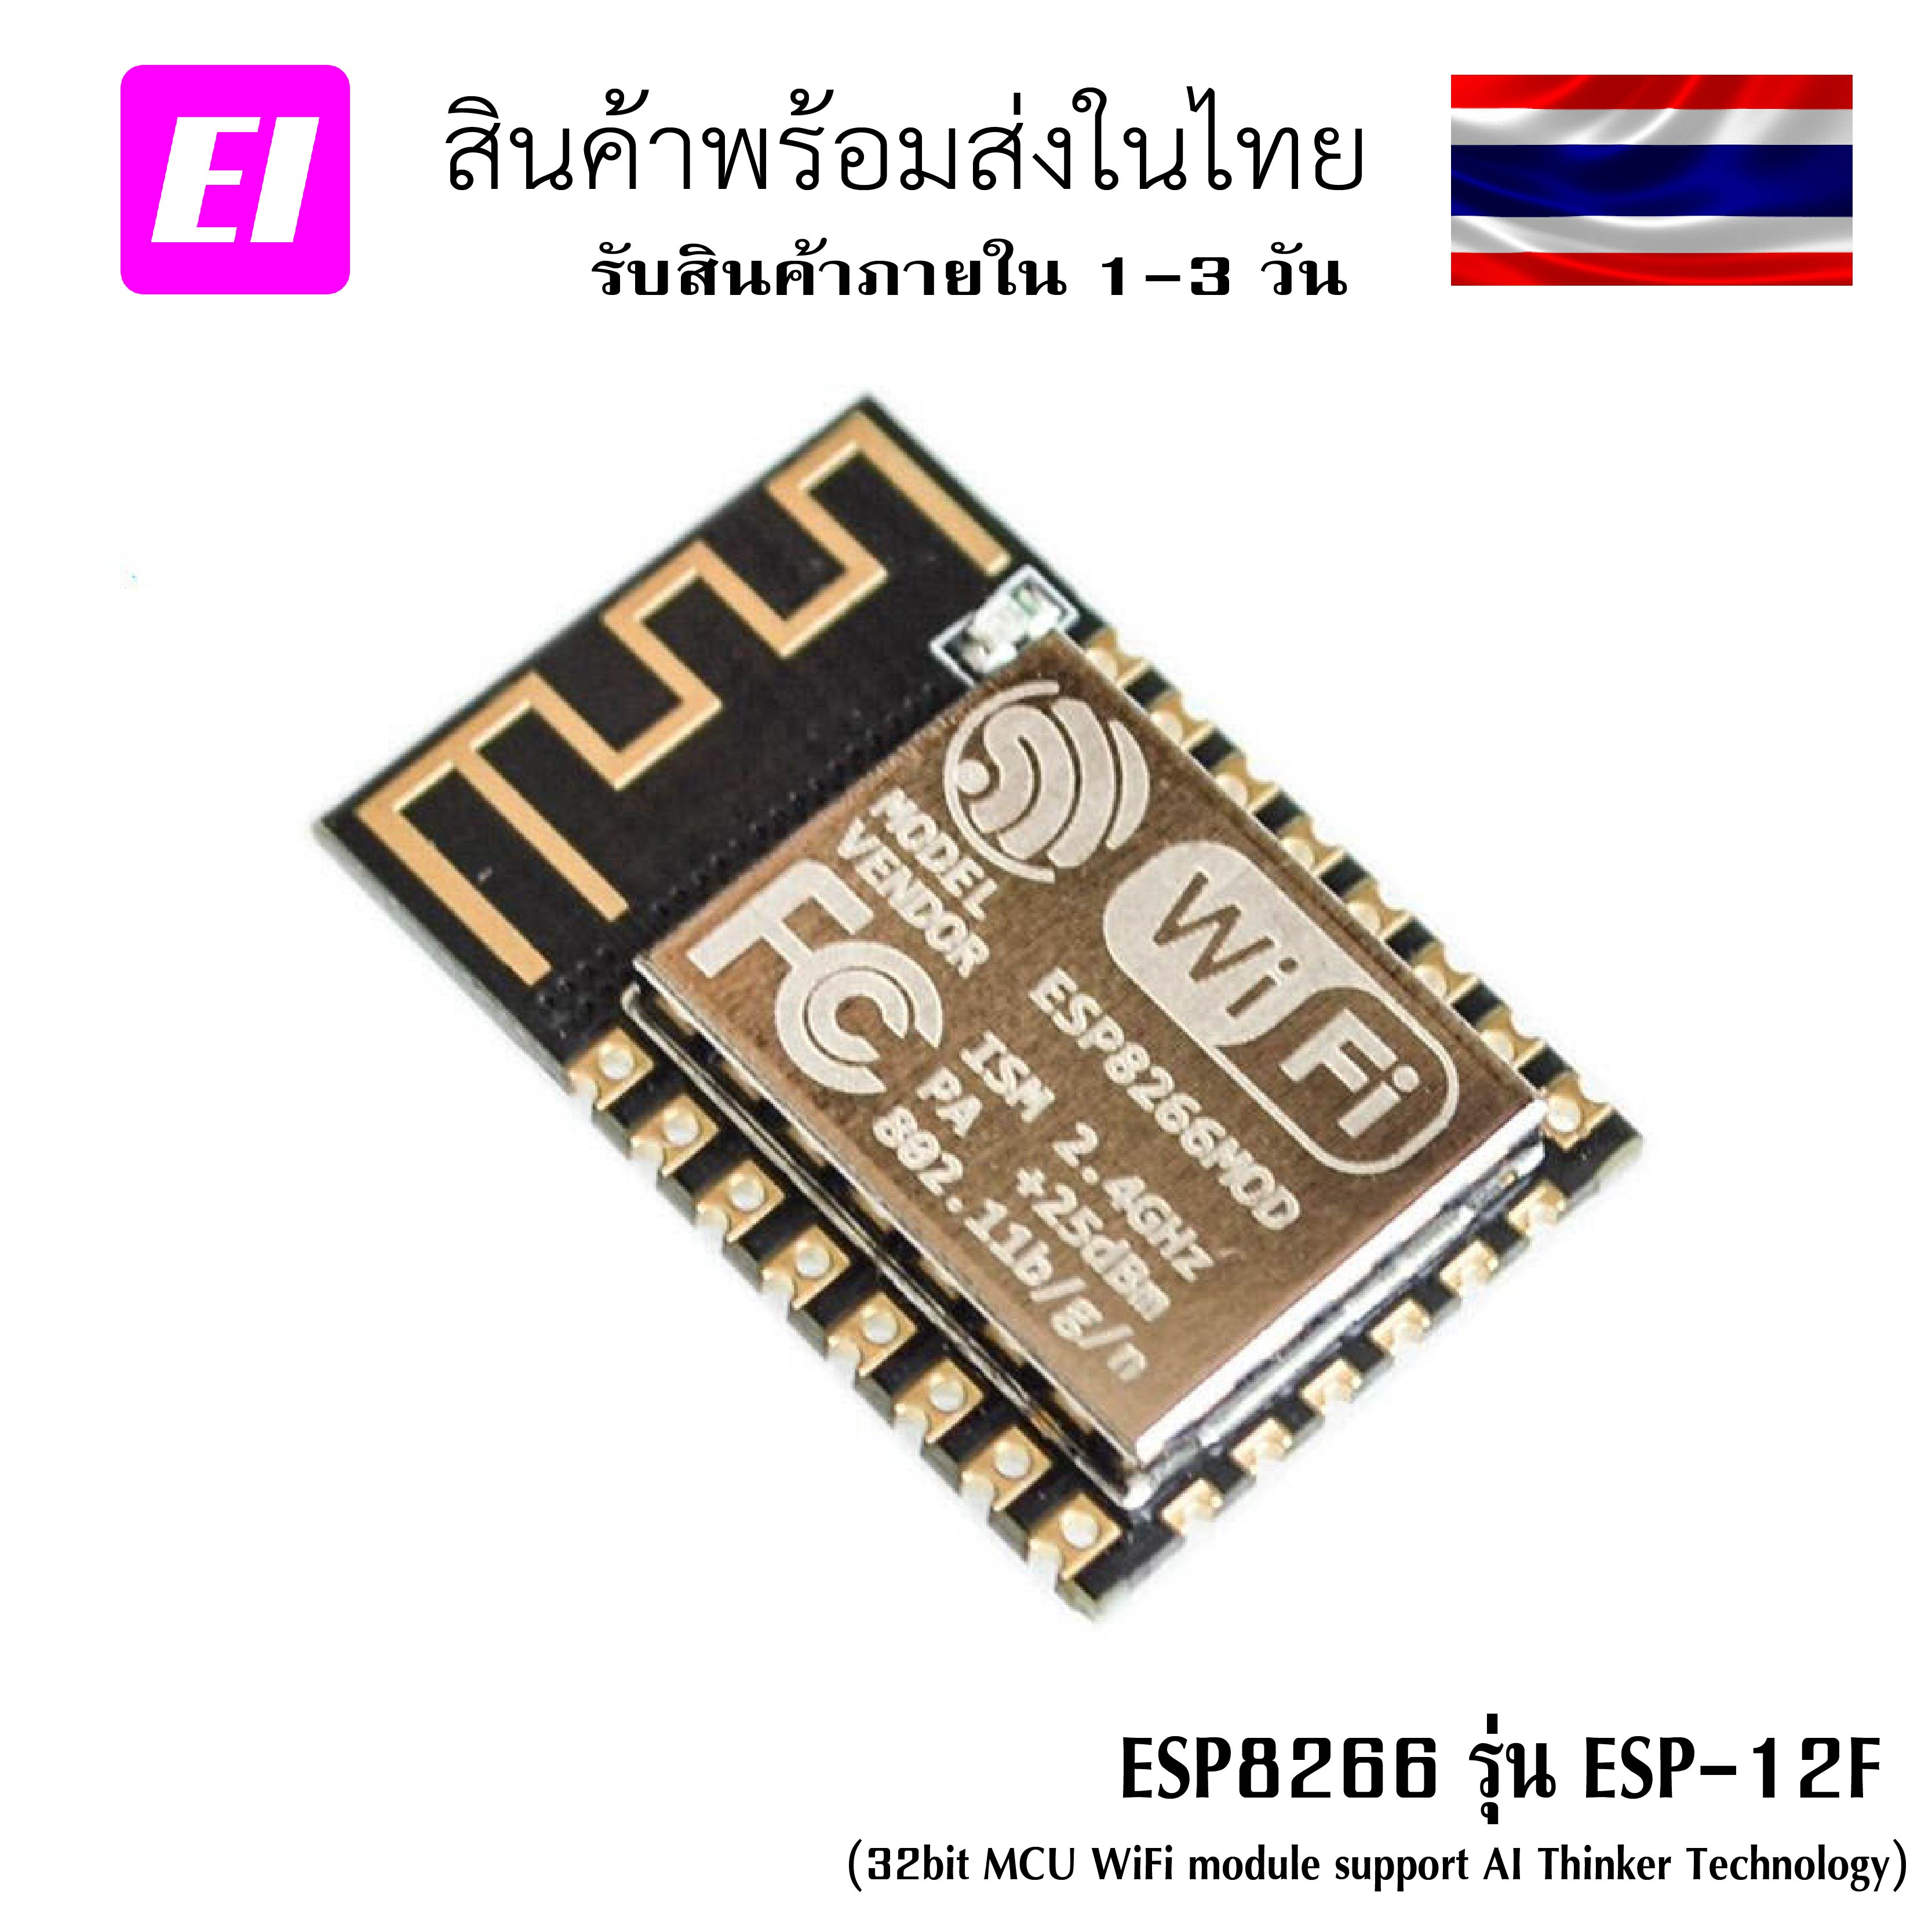 EI
สินค้าพร้อมส่งในไทย
รับสินค้าภายใน 1-3 วัน
MODEL
VENDOR
WiFi
FC
ESP8266MOD
ISM 2.4GHz
PA +25dBm
802.11b/g/n
ESP8266 รุ่น ESP-12F
(32bit MCU WiFi module support AI Thinker Technology)